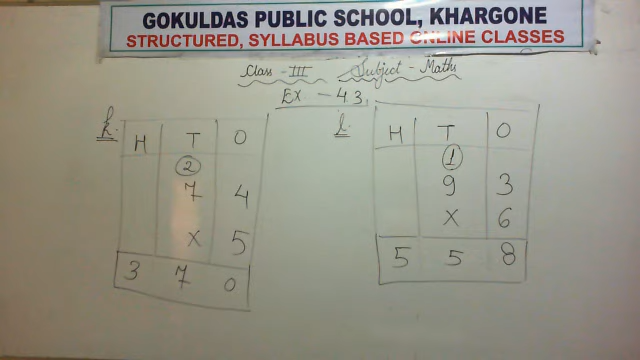 GOKULDAS PUBLIC SCHOOL, KHARGONE
STRUCTURED, SYLLABUS BASED ONLINE CLASSES
Class - III Subject - Maths
Ex - 4.3
k.
H T O
2
7 4
× 5
3 7 0
l.
H T O
1
9 3
× 6
5 5 8